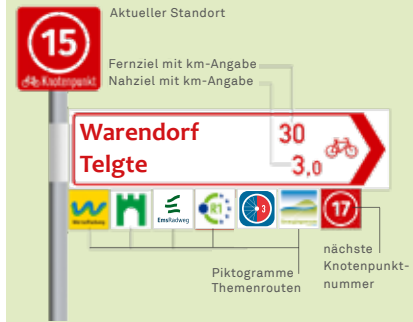 15
Knotenpunkt
Aktueller Standort
Fernziel mit km-Angabe
Nahziel mit km-Angabe
Warendorf 30
Telgte 3,0
EmsRadweg
R1
3
17
Piktogramme
Themenrouten
nächste
Knotenpunkt-
nummer